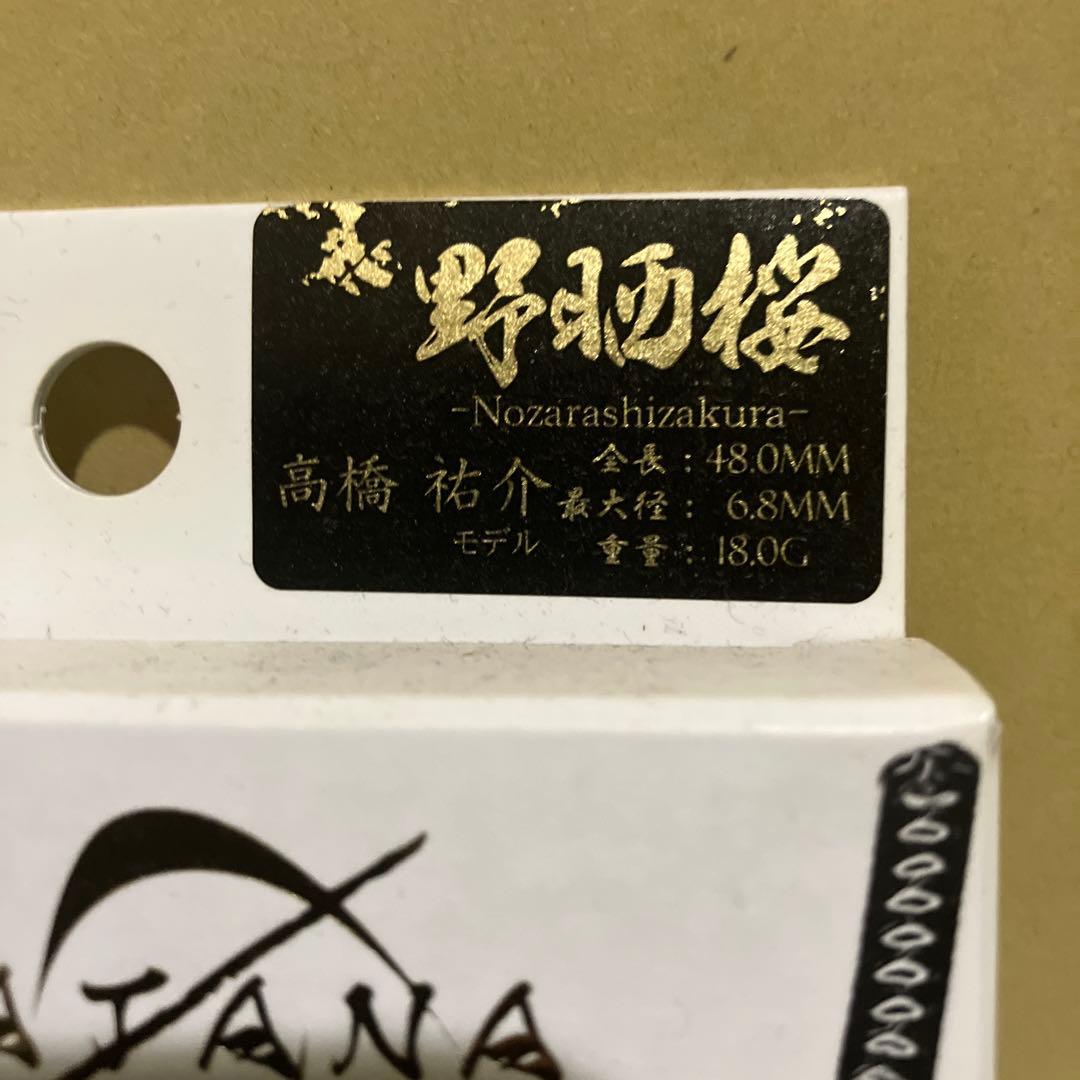 野晒桜
-Nozarashizakura-
高橋 祐介
モデル
全長：48.0MM
最大径：6.8MM
重量：18.0G
ATANA